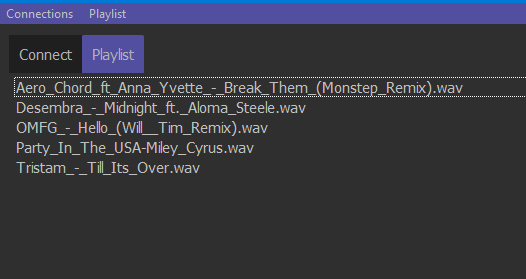 Connections Playlist
Connect Playlist
Aero_Chord_ft_Anna_Yvette_-_Break_Them_(Monstep_Remix).wav
Desembra_-_Midnight_ft._Aloma_Steele.wav
OMFG_-_Hello_(Will__Tim_Remix).wav
Party_In_The_USA-Miley_Cyrus.wav
Tristam_-_Till_Its_Over.wav